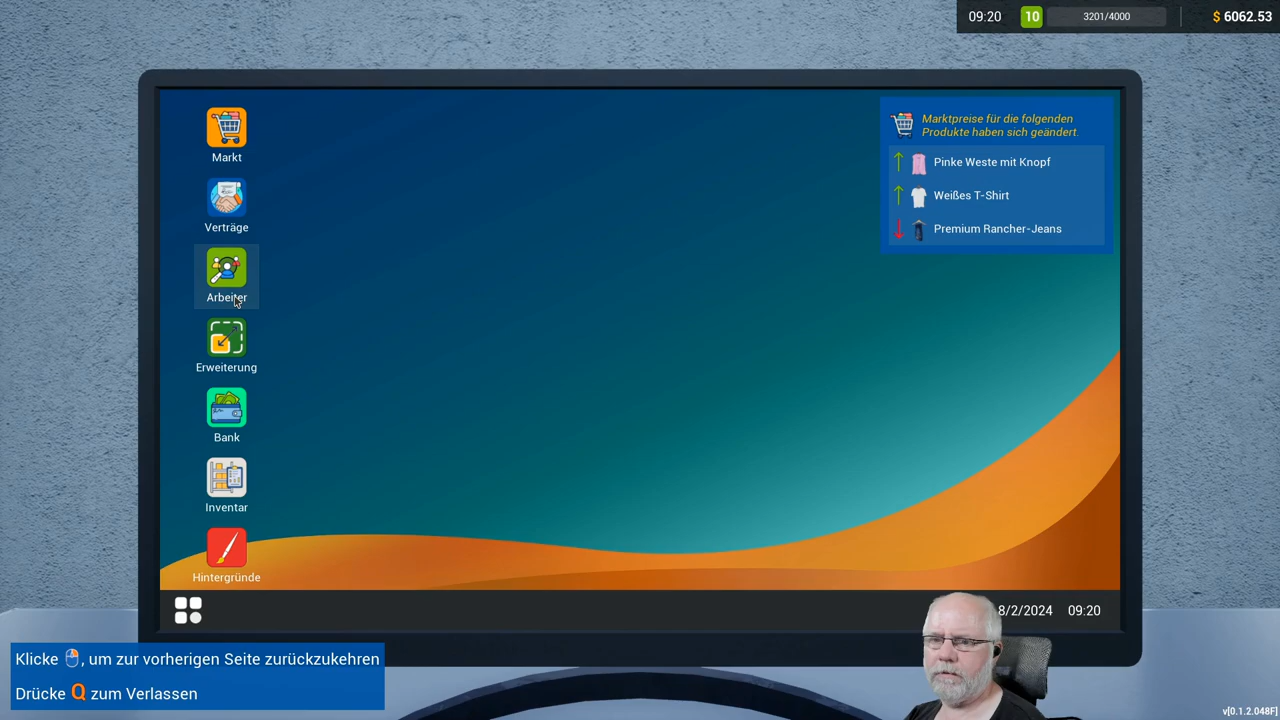 09:20 10 3201/4000 $ 6062.53
Markt
Verträge
Arbeiter
Erweiterung
Bank
Inventar
Hintergründe
Marktpreise für die folgenden
Produkte haben sich geändert.
Pinke Weste mit Knopf
Weißes T-Shirt
Premium Rancher-Jeans
8/2/2024 09:20
Klicke , um zur vorherigen Seite zurückzukehren
Drücke Q zum Verlassen
v[0.1.2.048F]